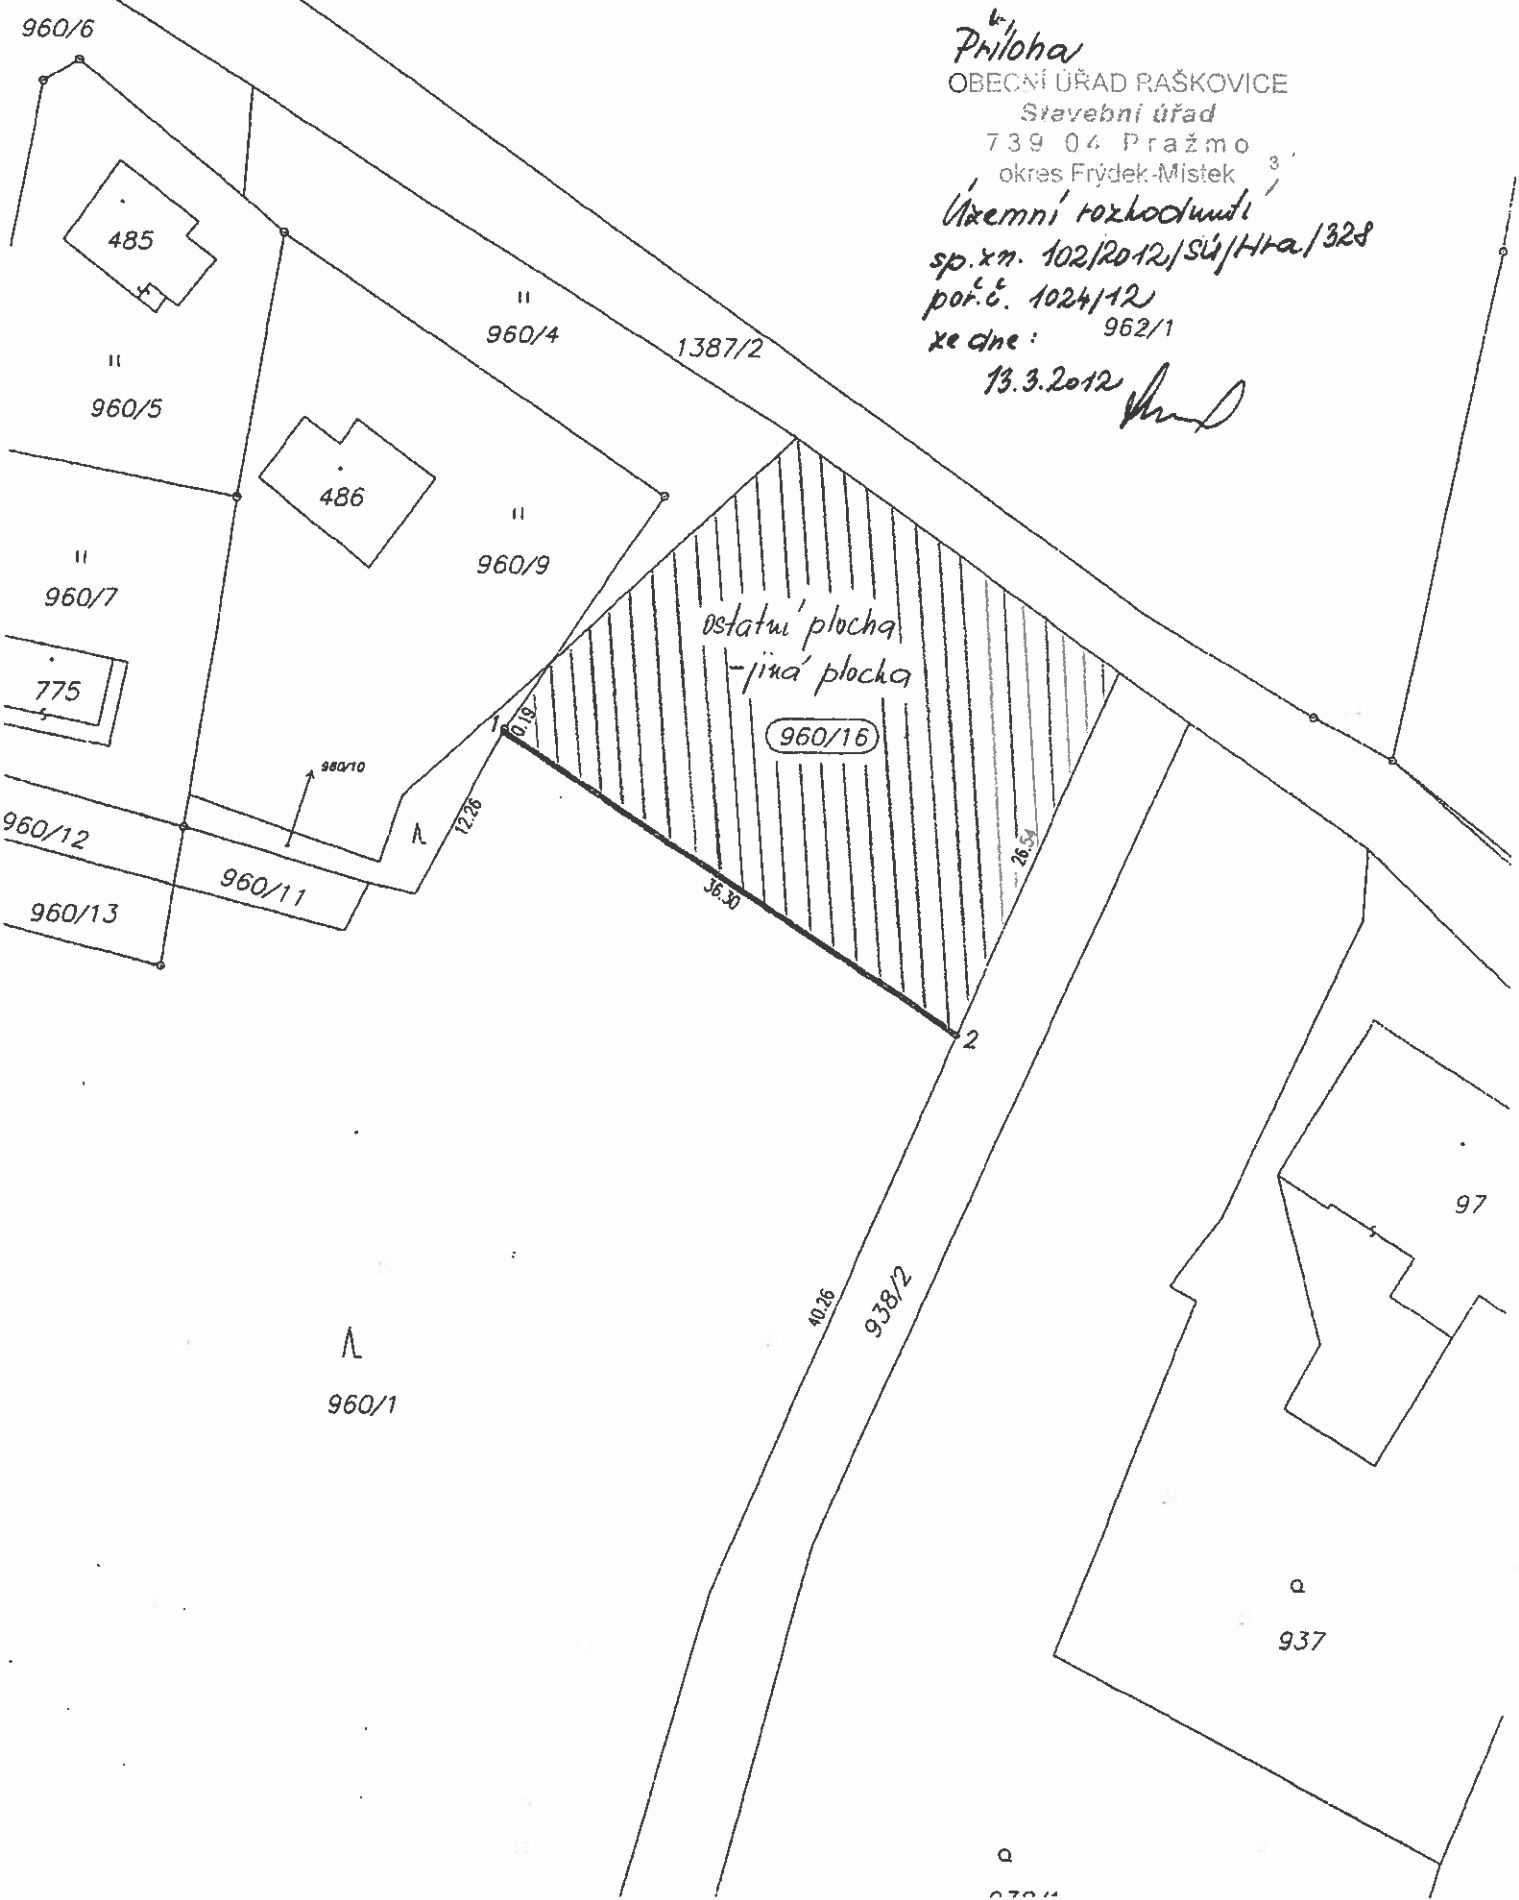 960/6
k
Příloha
OBECNÍ ÚŘAD RAŠKOVICE
Stavební úřad
739 04 Pražmo
okres Frýdek-Místek 3
Územní rozhodnutí
sp.zn. 102/2012/SÚ/Hra/328
poř.č. 1024/12
ze dne:
962/1
13.3.2012
485
960/4
1387/2
960/5
486
960/9
960/7
ostatní plocha
-jiná plocha
960/16
775
1
0.19
980/10
12.26
960/12
960/11
960/13
36.30
26.54
2
97
40.26
938/2
960/1
937